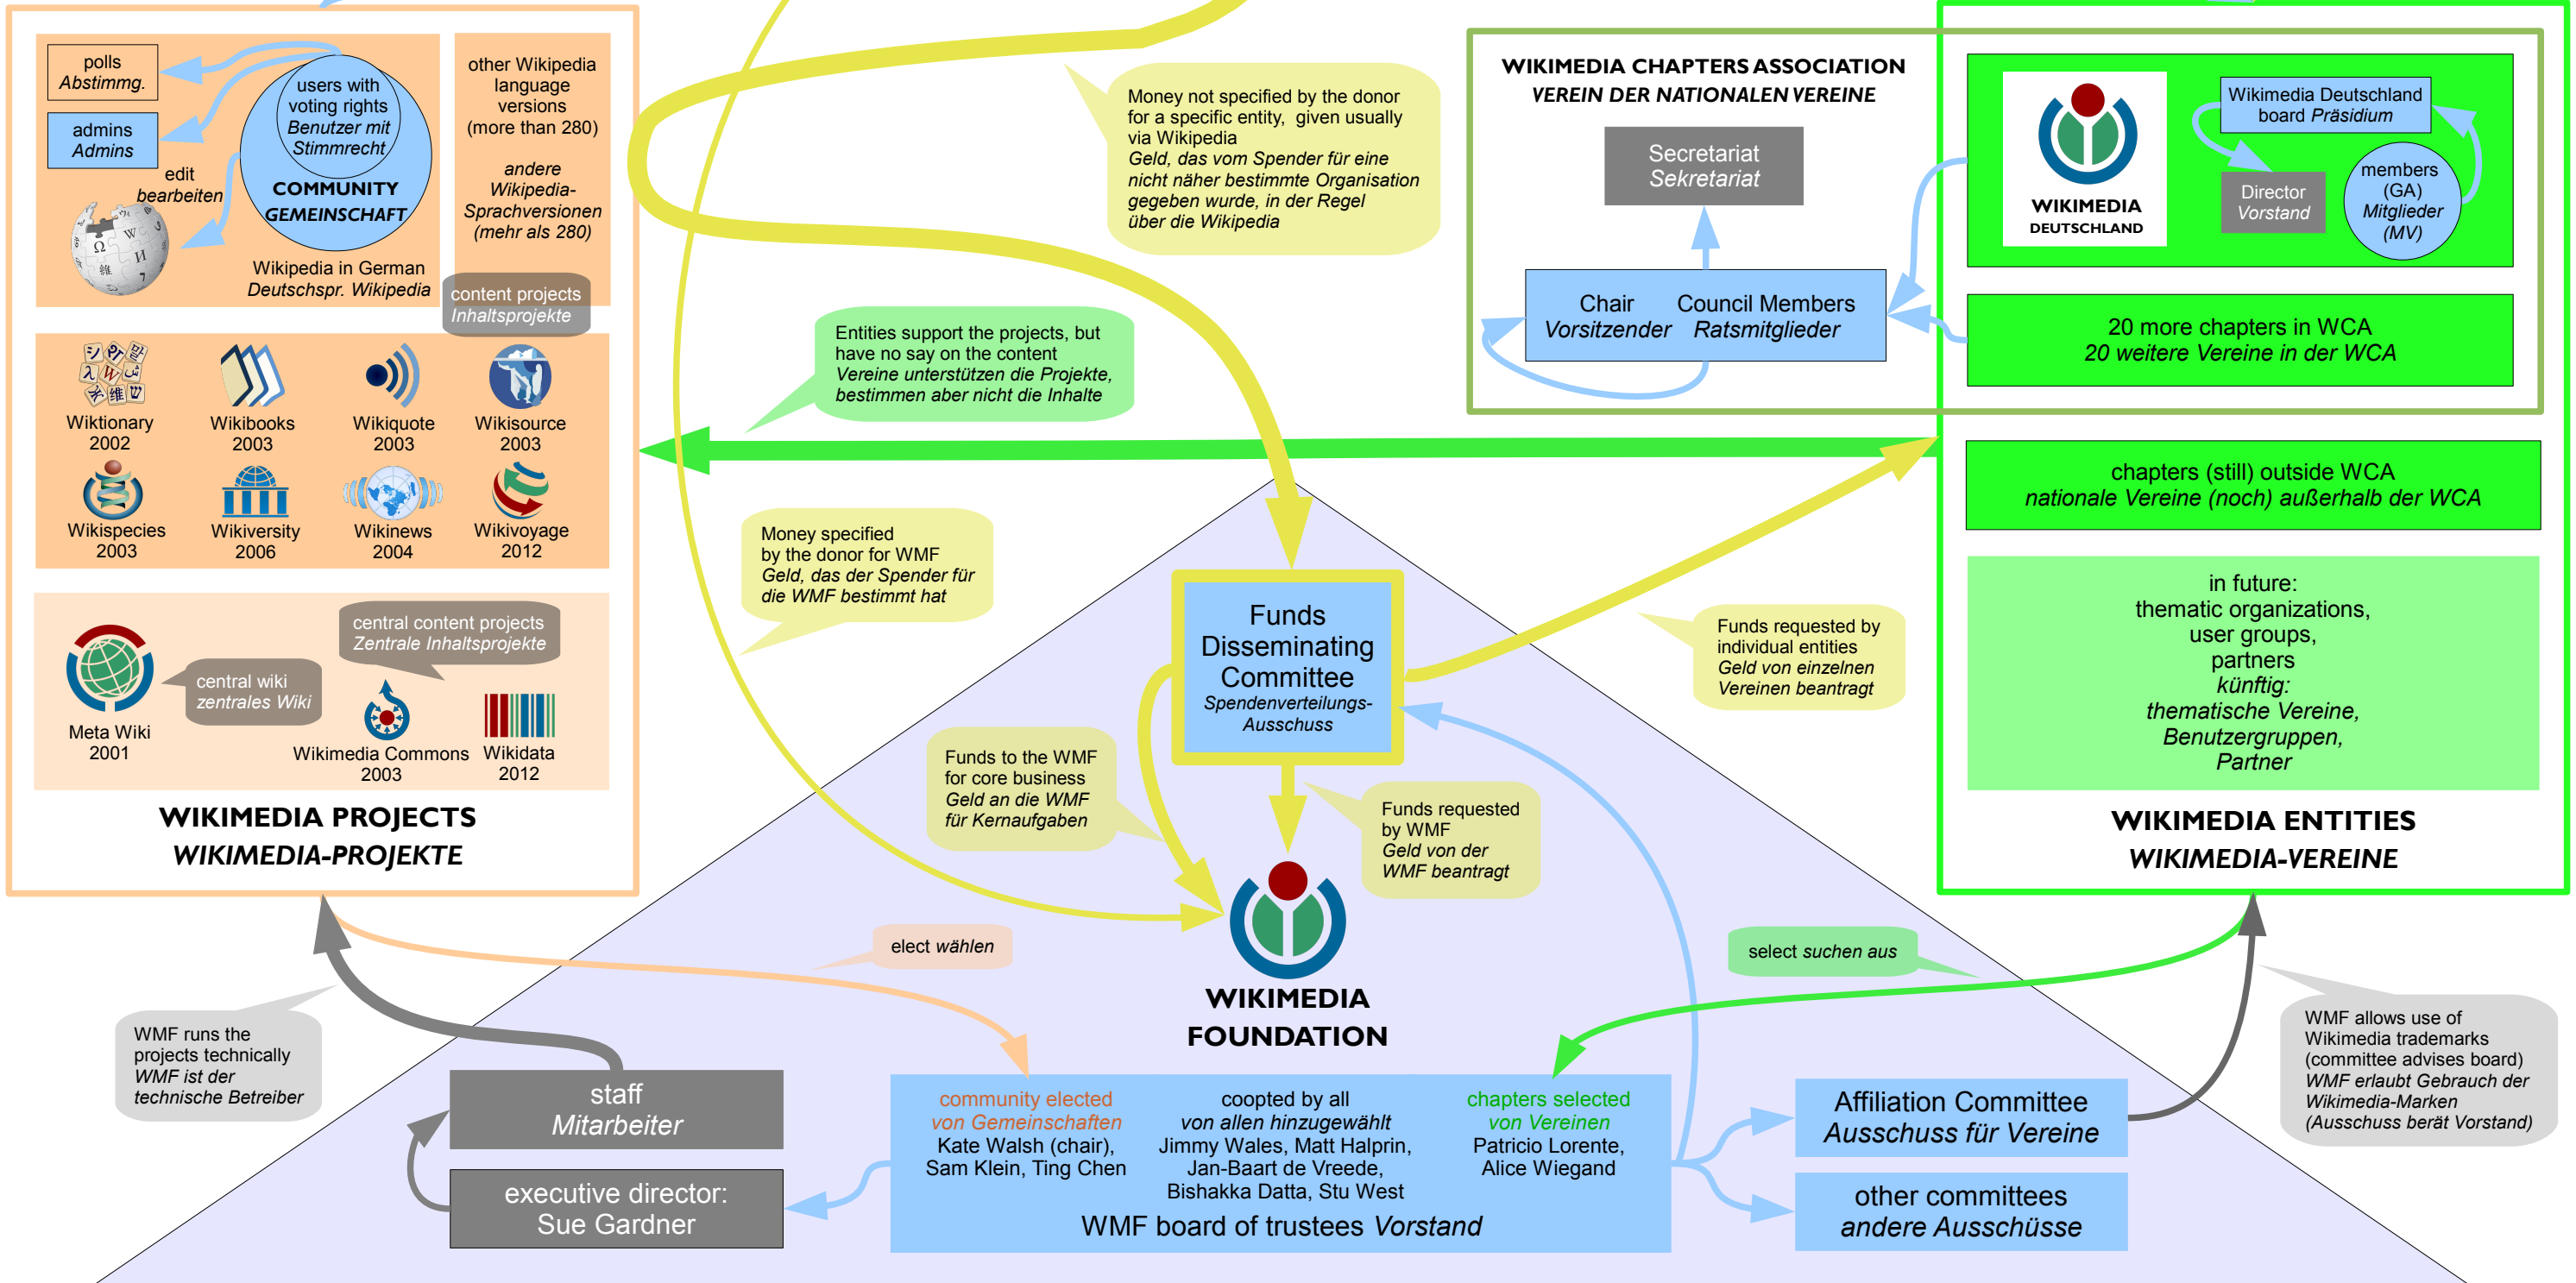 polls
Abstimmg.
admins
Admins
users with
voting rights
Benutzer mit
Stimmrecht
COMMUNITY
GEMEINSCHAFT
edit
bearbeiten
Wikipedia in German
Deutschspr. Wikipedia
other Wikipedia
language
versions
(more than 280)
andere
Wikipedia-
Sprachversionen
(mehr als 280)
content projects
Inhaltsprojekte
Wiktionary
2002
Wikibooks
2003
Wikiquote
2003
Wikisource
2003
Wikispecies
2003
Wikiversity
2006
Wikinews
2004
Wikivoyage
2012
central content projects
Zentrale Inhaltsprojekte
central wiki
zentrales Wiki
Meta Wiki
2001
Wikimedia Commons
2003
Wikidata
2012
WIKIMEDIA PROJECTS
WIKIMEDIA-PROJEKTE
Money not specified by the donor
for a specific entity, given usually
via Wikipedia
Geld, das vom Spender für eine
nicht näher bestimmte Organisation
gegeben wurde, in der Regel
über die Wikipedia
Entities support the projects, but
have no say on the content
Vereine unterstützen die Projekte,
bestimmen aber nicht die Inhalte
Money specified
by the donor for WMF
Geld, das der Spender für
die WMF bestimmt hat
WIKIMEDIA CHAPTERS ASSOCIATION
VEREIN DER NATIONALEN VEREINE
Secretariat
Sekretariat
Chair
Vorsitzender
Council Members
Ratsmitglieder
WIKIMEDIA
DEUTSCHLAND
Wikimedia Deutschland
board Präsidium
Director
Vorstand
members
(GA)
Mitglieder
(MV)
20 more chapters in WCA
20 weitere Vereine in der WCA
chapters (still) outside WCA
nationale Vereine (noch) außerhalb der WCA
in future:
thematic organizations,
user groups,
partners
künftig:
thematische Vereine,
Benutzergruppen,
Partner
WIKIMEDIA ENTITIES
WIKIMEDIA-VEREINE
Funds
Disseminating
Committee
Spendenverteilungs-
Ausschuss
Funds requested by
individual entities
Geld von einzelnen
Vereinen beantragt
Funds to the WMF
for core business
Geld an die WMF
für Kernaufgaben
Funds requested
by WMF
Geld von der
WMF beantragt
WIKIMEDIA
FOUNDATION
elect wählen
select suchen aus
WMF runs the
projects technically
WMF ist der
technische Betreiber
WMF allows use of
Wikimedia trademarks
(committee advises board)
WMF erlaubt Gebrauch der
Wikimedia-Marken
(Ausschuss berät Vorstand)
staff
Mitarbeiter
executive director:
Sue Gardner
community elected
von Gemeinschaften
Kate Walsh (chair),
Sam Klein, Ting Chen
coopted by all
von allen hinzugewählt
Jimmy Wales, Matt Halprin,
Jan-Baart de Vreede,
Bishakka Datta, Stu West
chapters selected
von Vereinen
Patricio Lorente,
Alice Wiegand
WMF board of trustees Vorstand
Affiliation Committee
Ausschuss für Vereine
other committees
andere Ausschüsse